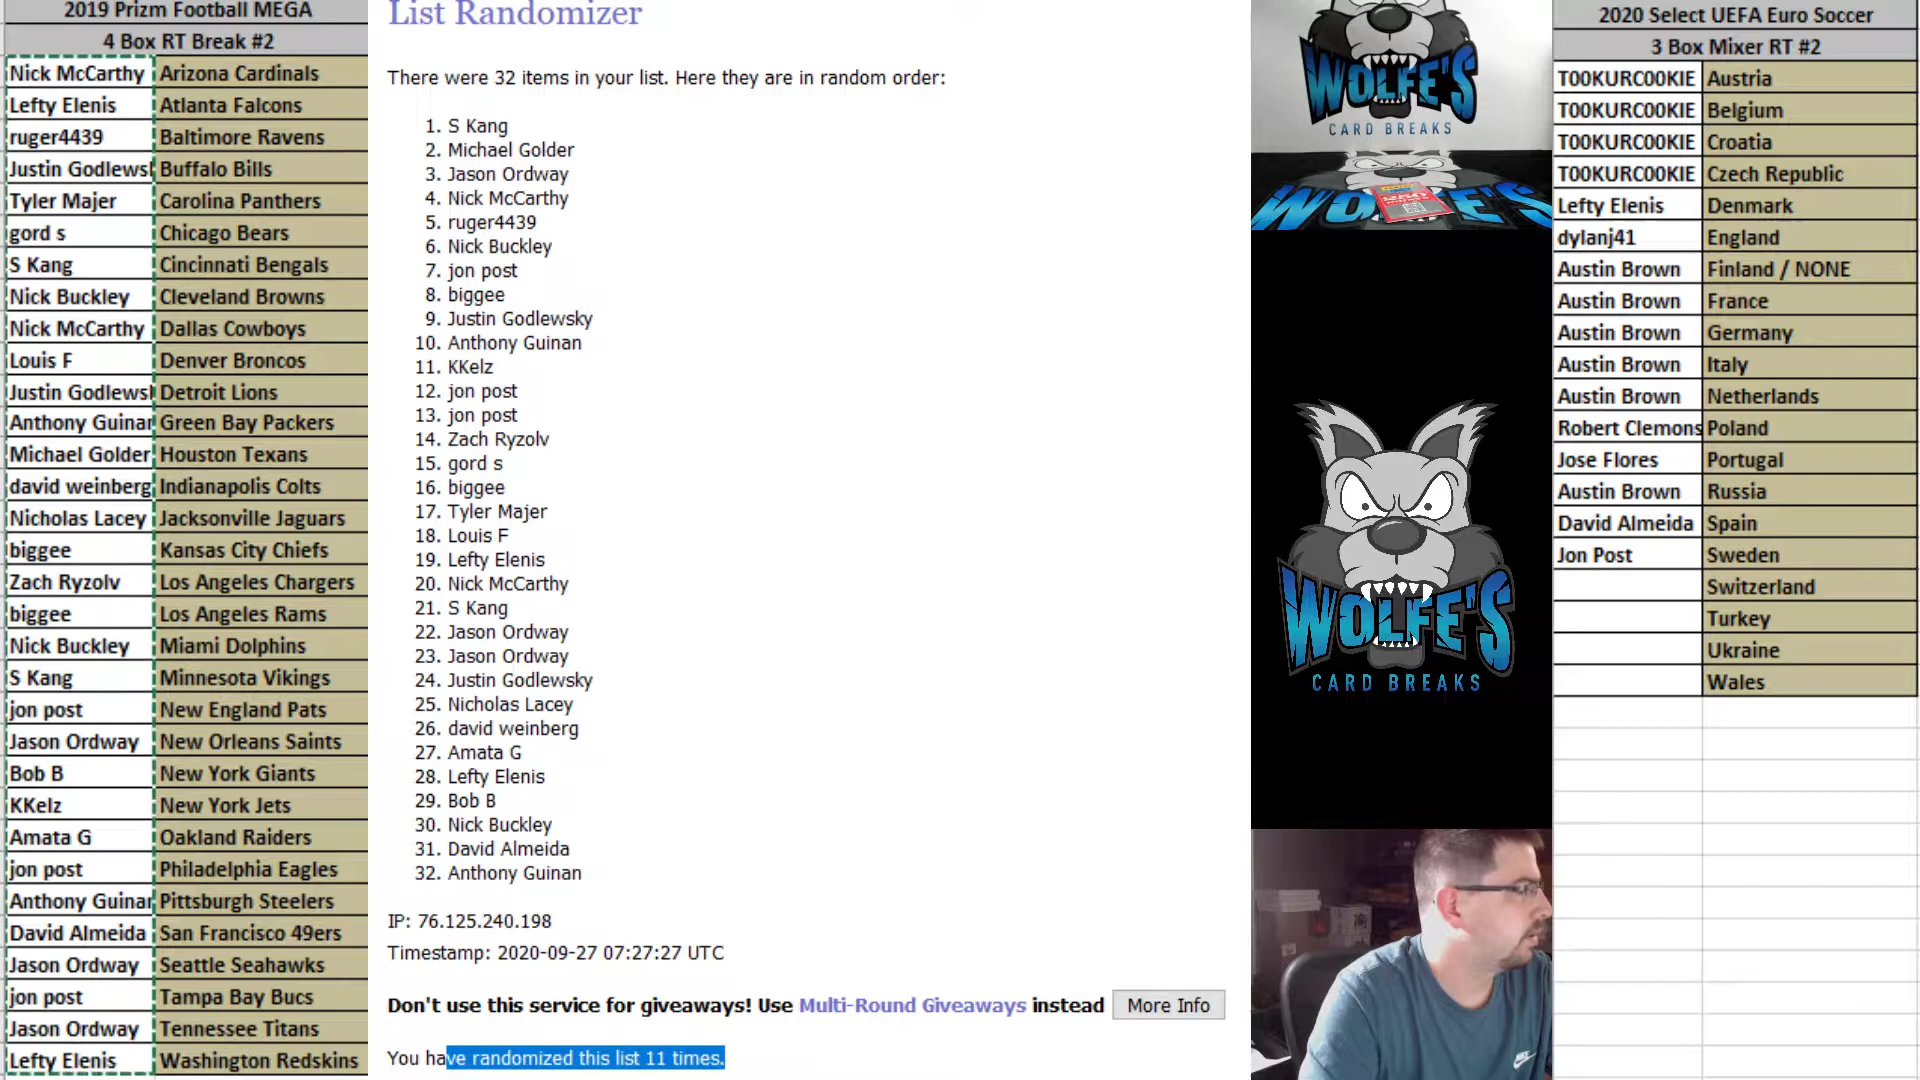 2019 Prizm Football MEGA
4 Box RT Break #2
Nick McCarthy Arizona Cardinals
Lefty Elenis Atlanta Falcons
ruger4439 Baltimore Ravens
Justin Godlewsl Buffalo Bills
Tyler Majer Carolina Panthers
gord s Chicago Bears
S Kang Cincinnati Bengals
Nick Buckley Cleveland Browns
Nick McCarthy Dallas Cowboys
Louis F Denver Broncos
Justin Godlewsl Detroit Lions
Anthony Guinar Green Bay Packers
Michael Golder Houston Texans
david weinberg Indianapolis Colts
Nicholas Lacey Jacksonville Jaguars
biggee Kansas City Chiefs
Zach Ryzolv Los Angeles Chargers
biggee Los Angeles Rams
Nick Buckley Miami Dolphins
S Kang Minnesota Vikings
jon post New England Pats
Jason Ordway New Orleans Saints
Bob B New York Giants
KKelz New York Jets
Amata G Oakland Raiders
jon post Philadelphia Eagles
Anthony Guinar Pittsburgh Steelers
David Almeida San Francisco 49ers
Jason Ordway Seattle Seahawks
jon post Tampa Bay Bucs
Jason Ordway Tennessee Titans
Lefty Elenis Washington Redskins
List Randomizer
There were 32 items in your list. Here they are in random order:
1. S Kang
2. Michael Golder
3. Jason Ordway
4. Nick McCarthy
5. ruger4439
6. Nick Buckley
7. jon post
8. biggee
9. Justin Godlewsky
10. Anthony Guinan
11. KKelz
12. jon post
13. jon post
14. Zach Ryzolv
15. gord s
16. biggee
17. Tyler Majer
18. Louis F
19. Lefty Elenis
20. Nick McCarthy
21. S Kang
22. Jason Ordway
23. Jason Ordway
24. Justin Godlewsky
25. Nicholas Lacey
26. david weinberg
27. Amata G
28. Lefty Elenis
29. Bob B
30. Nick Buckley
31. David Almeida
32. Anthony Guinan
IP: 76.125.240.198
Timestamp: 2020-09-27 07:27:27 UTC
Don't use this service for giveaways! Use Multi-Round Giveaways instead More Info
You have randomized this list 11 times.
WOLFE'S
CARD BREAKS
WOLFE'S
WOLFE'S
CARD BREAKS
2020 Select UEFA Euro Soccer
3 Box Mixer RT #2
T00KURC00KIE Austria
T00KURC00KIE Belgium
T00KURC00KIE Croatia
T00KURC00KIE Czech Republic
Lefty Elenis Denmark
dylanj41 England
Austin Brown Finland / NONE
Austin Brown France
Austin Brown Germany
Austin Brown Italy
Austin Brown Netherlands
Robert Clemons Poland
Jose Flores Portugal
Austin Brown Russia
David Almeida Spain
Jon Post Sweden
Switzerland
Turkey
Ukraine
Wales